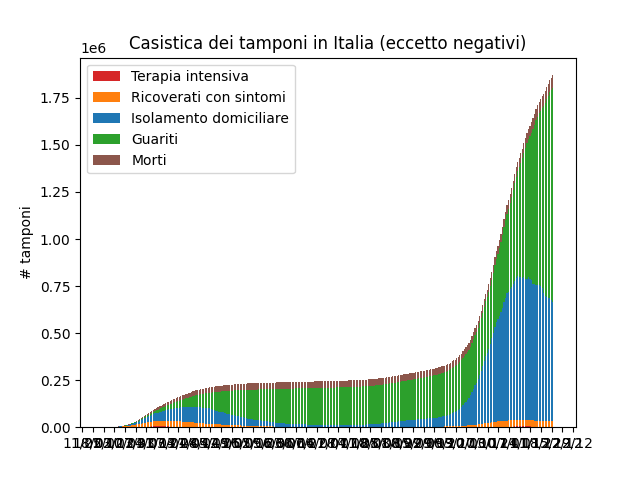 Casistica dei tamponi in Italia (eccetto negativi)
1e6
Terapia intensiva
Ricoverati con sintomi
Isolamento domiciliare
Guariti
Morti
1.75
1.50
1.25
1.00
0.75
0.50
0.25
0.00
# tamponi